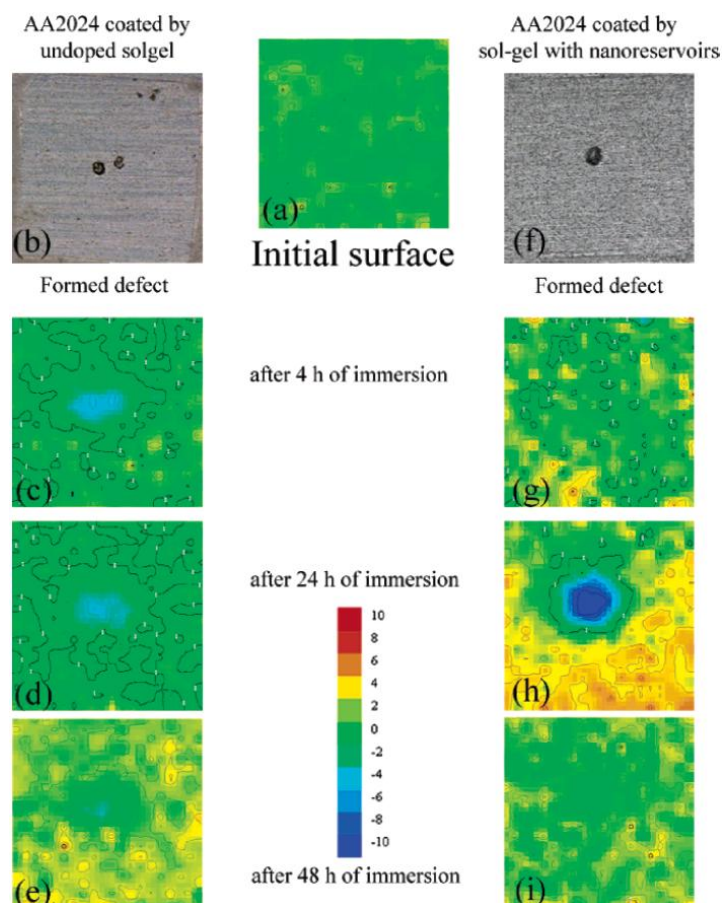 AA2024 coated by
undoped solgel
AA2024 coated by
sol-gel with nanoreservoirs
(a)
(b)
(f)
Initial surface
Formed defect
Formed defect
after 4 h of immersion
(c)
(g)
after 24 h of immersion
10
8
6
4
2
0
-2
-4
-6
-8
-10
(d)
(h)
after 48 h of immersion
(e)
(i)